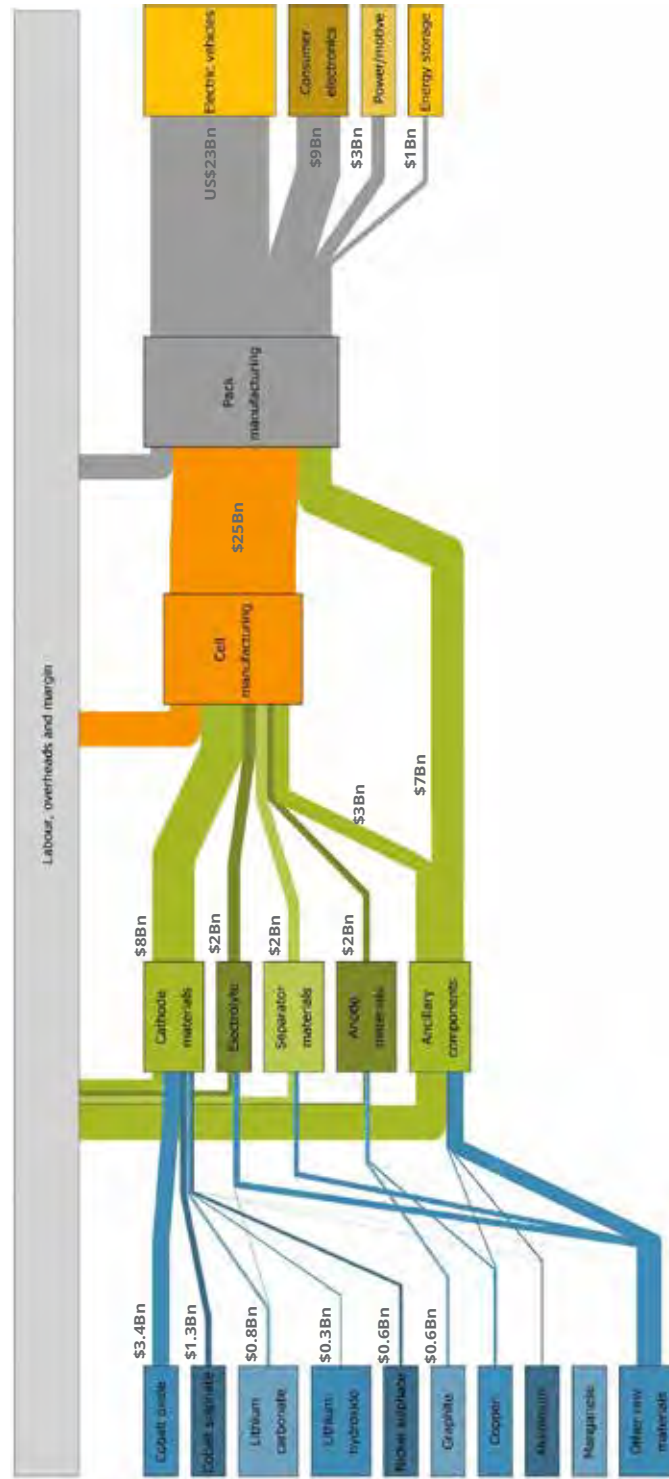 Labour, overheads and margin
Cobalt oxide
Cobalt sulphate
Lithium
carbonate
Lithium
hydroxide
Nickel sulphate
Graphite
Copper
Aluminium
Manganese
Other raw
materials
$3.4Bn
$1.3Bn
$0.8Bn
$0.3Bn
$0.6Bn
$0.6Bn
Cathode
materials
Electrolyte
Separator
materials
Anode
materials
Ancillary
components
$8Bn
$2Bn
$2Bn
$2Bn
$3Bn
$7Bn
Cell
manufacturing
$25Bn
Pack
manufacturing
US$23Bn
$9Bn
$3Bn
$1Bn
Electric vehicles
Consumer
electronics
Power/motive
Energy storage